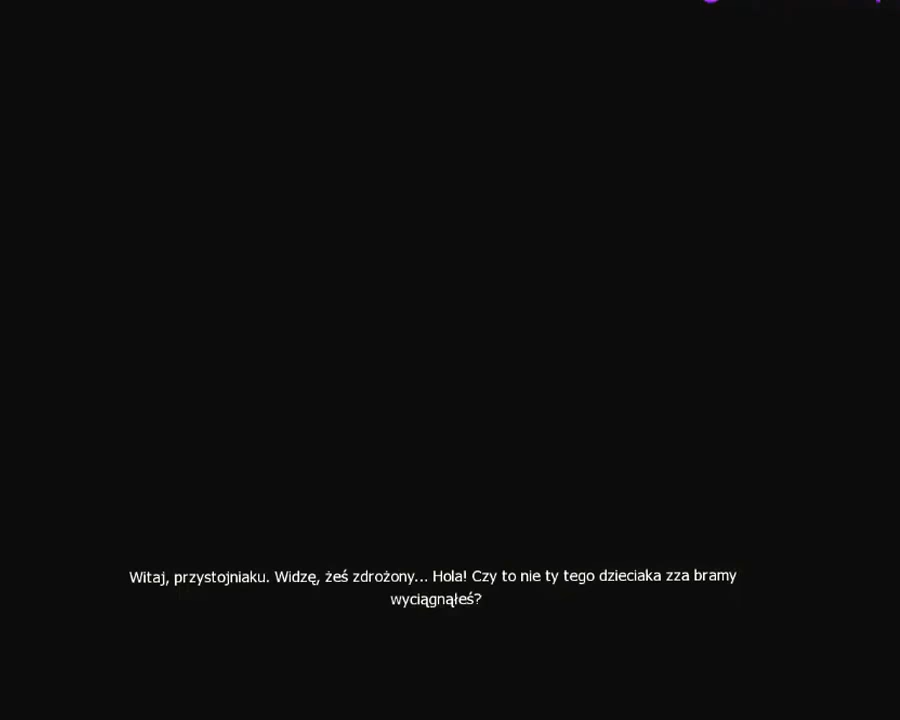 Witaj, przystojniaku. Widzę, żeś zdrożony... Hola! Czy to nie ty tego dzieciaka zza bramy
wyciągnąłeś?